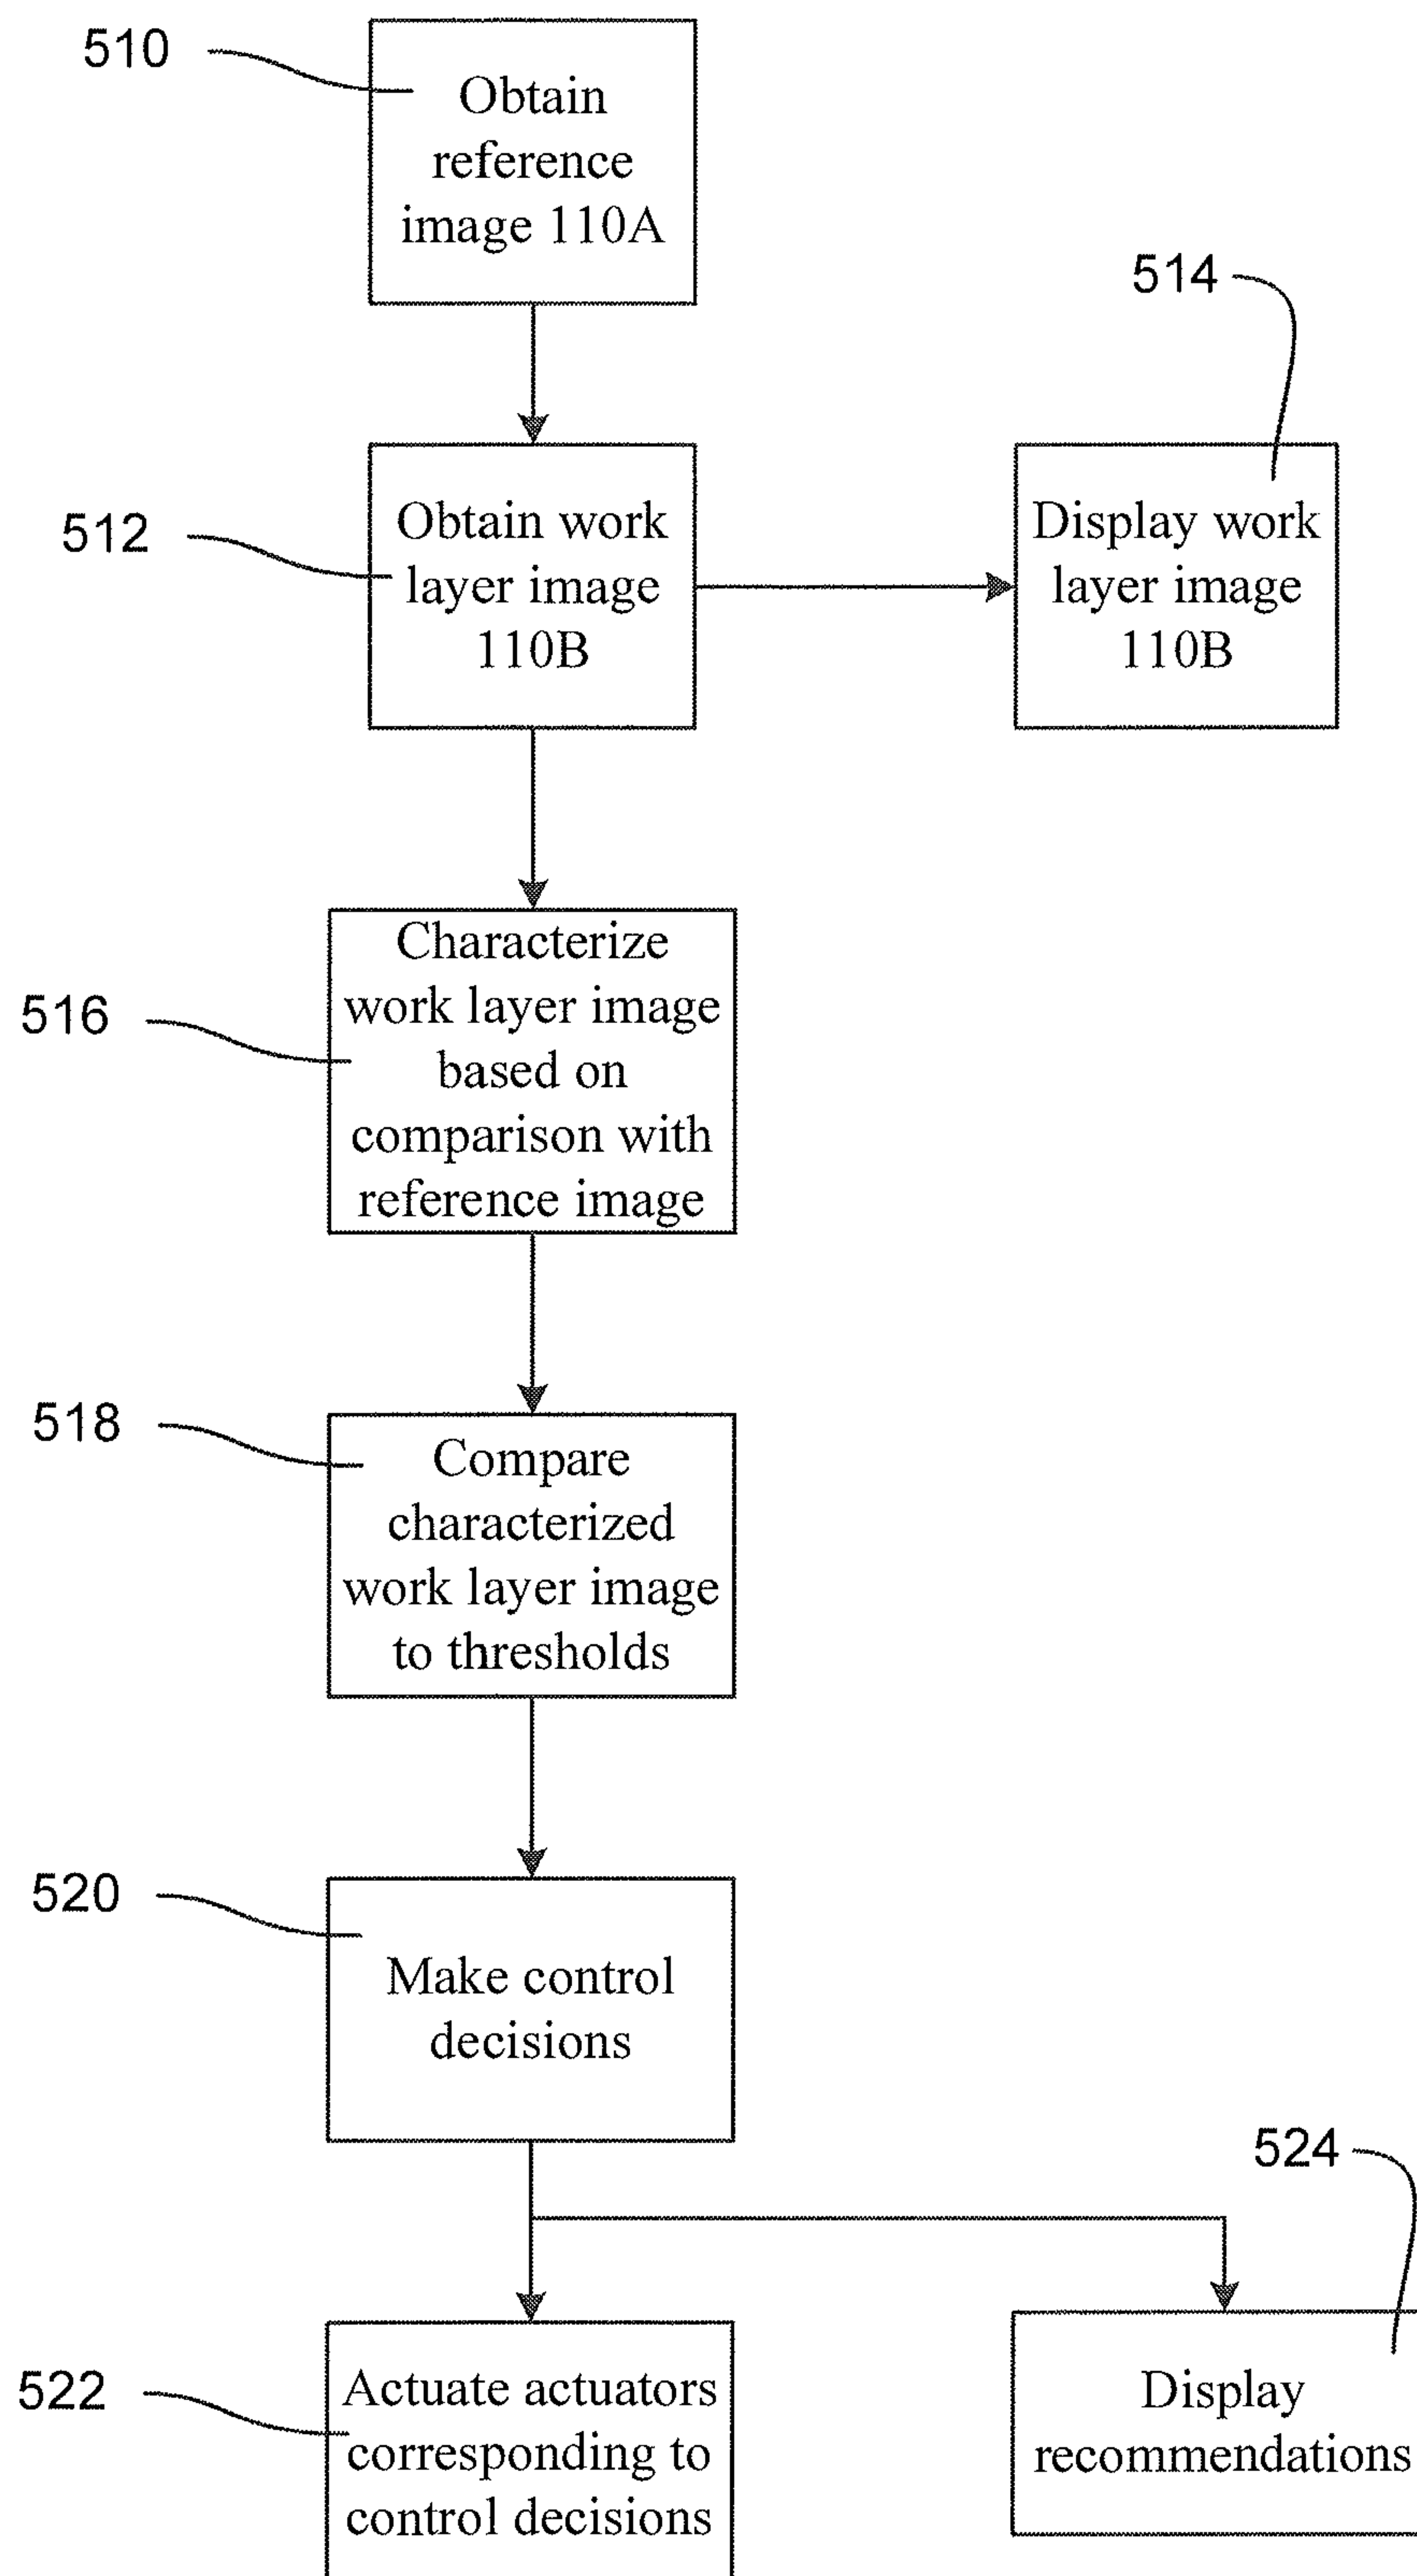 510
Obtain
reference
image 110A
514
512
Obtain work
layer image
110B
Display work
layer image
110B
516
Characterize
work layer image
based on
comparison with
reference image
518
Compare
characterized
work layer image
to thresholds
520
Make control
decisions
524
522
Actuate actuators
corresponding to
control decisions
Display
recommendations